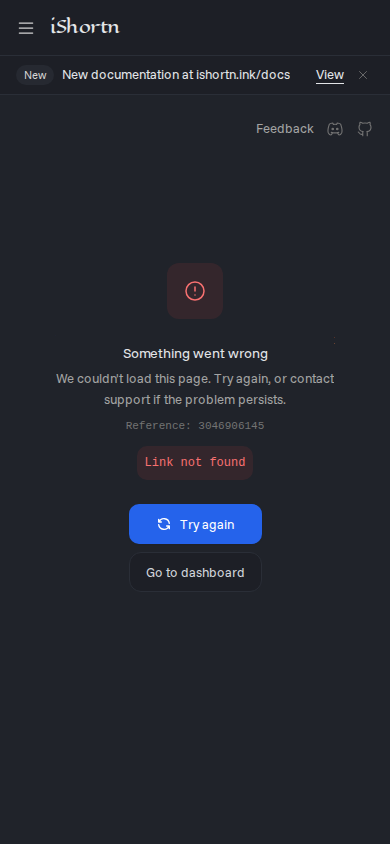 iShortn
New New documentation at ishortn.ink/docs View
Feedback
Something went wrong
We couldn't load this page. Try again, or contact
support if the problem persists.
Reference: 3046906145
Link not found
Try again
Go to dashboard